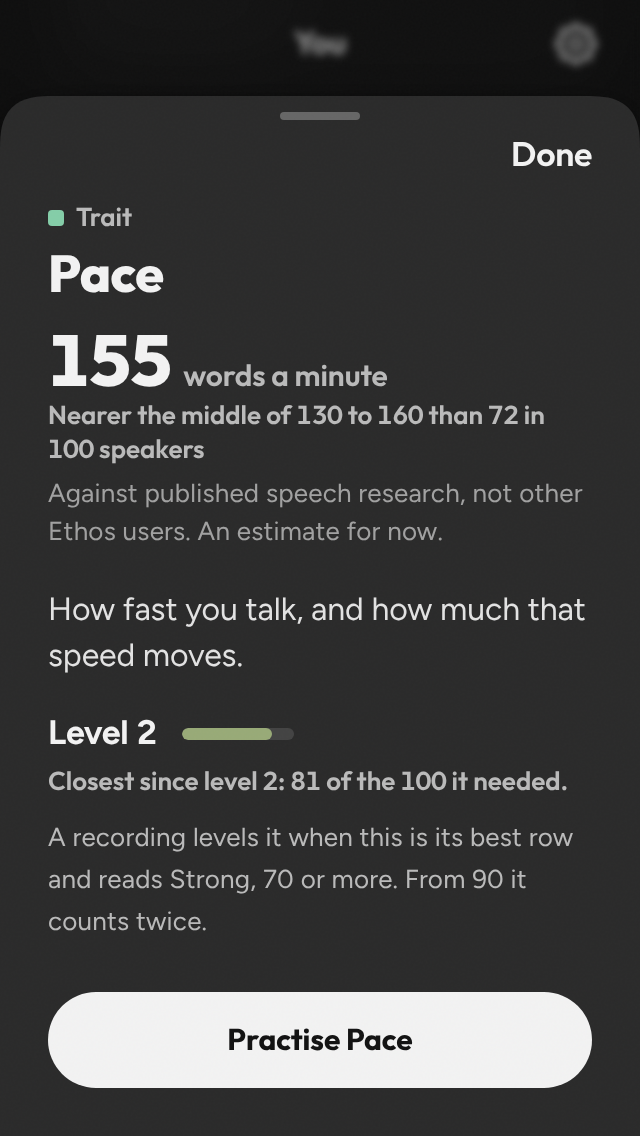 You
Done
Trait
Pace
155 words a minute
Nearer the middle of 130 to 160 than 72 in
100 speakers
Against published speech research, not other
Ethos users. An estimate for now.
How fast you talk, and how much that
speed moves.
Level 2
Closest since level 2: 81 of the 100 it needed.
A recording levels it when this is its best row
and reads Strong, 70 or more. From 90 it
counts twice.
Practise Pace